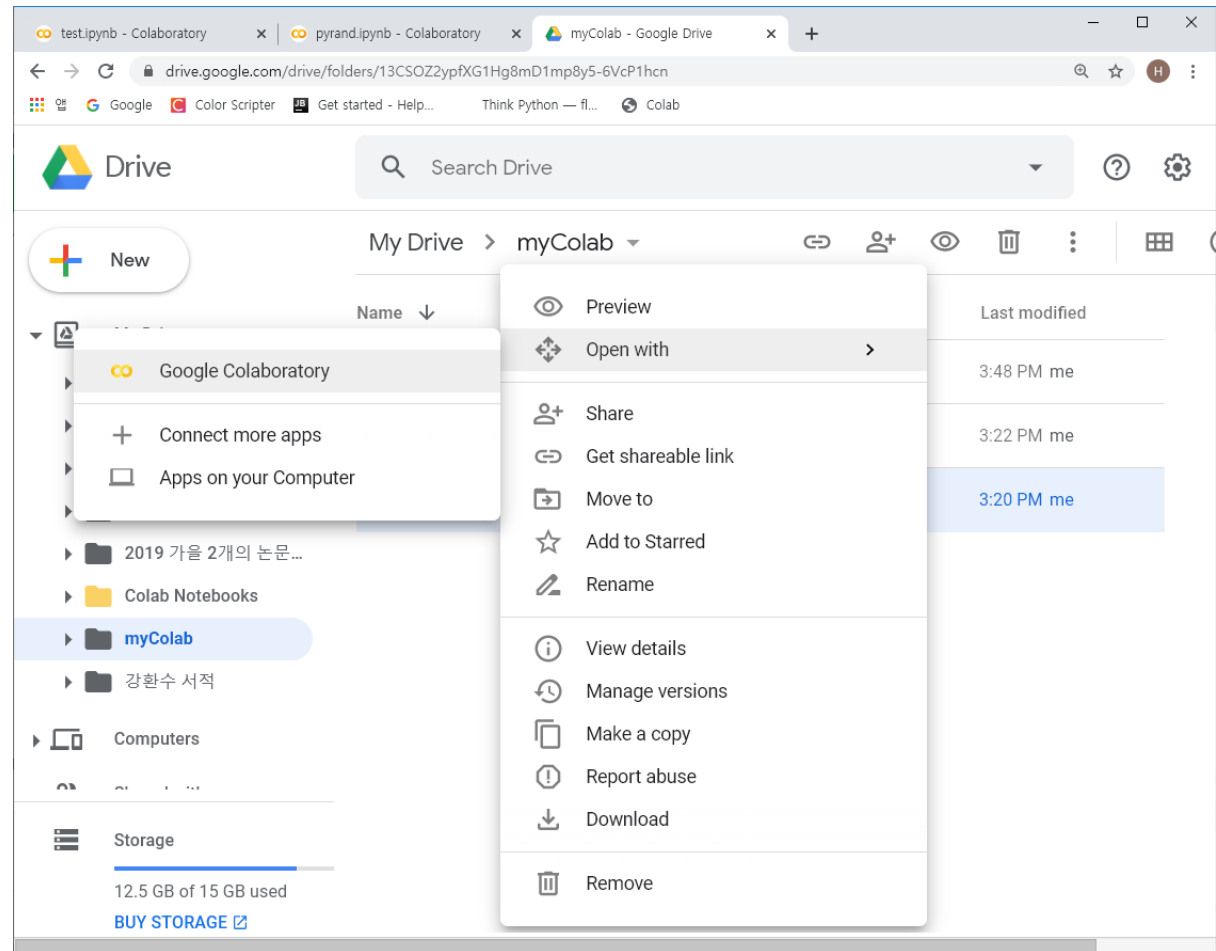 test.ipynb - Colaboratory
pyrand.ipynb - Colaboratory
myColab - Google Drive
drive.google.com/drive/folders/13CSOZ2ypfXG1Hg8mD1mp8y5-6VcP1hcn
H
앱
Google
Color Scripter
Get started - Help...
Think Python — fl...
Colab
Drive
Search Drive
New
My Drive > myColab
Name
Last modified
Preview
Open with
Google Colaboratory
3:48 PM me
Share
Connect more apps
3:22 PM me
Get shareable link
Apps on your Computer
Move to
3:20 PM me
Add to Starred
2019 가을 2개의 논문...
Rename
Colab Notebooks
myColab
View details
강환수 서적
Manage versions
Computers
Make a copy
Report abuse
Download
Storage
12.5 GB of 15 GB used
Remove
BUY STORAGE